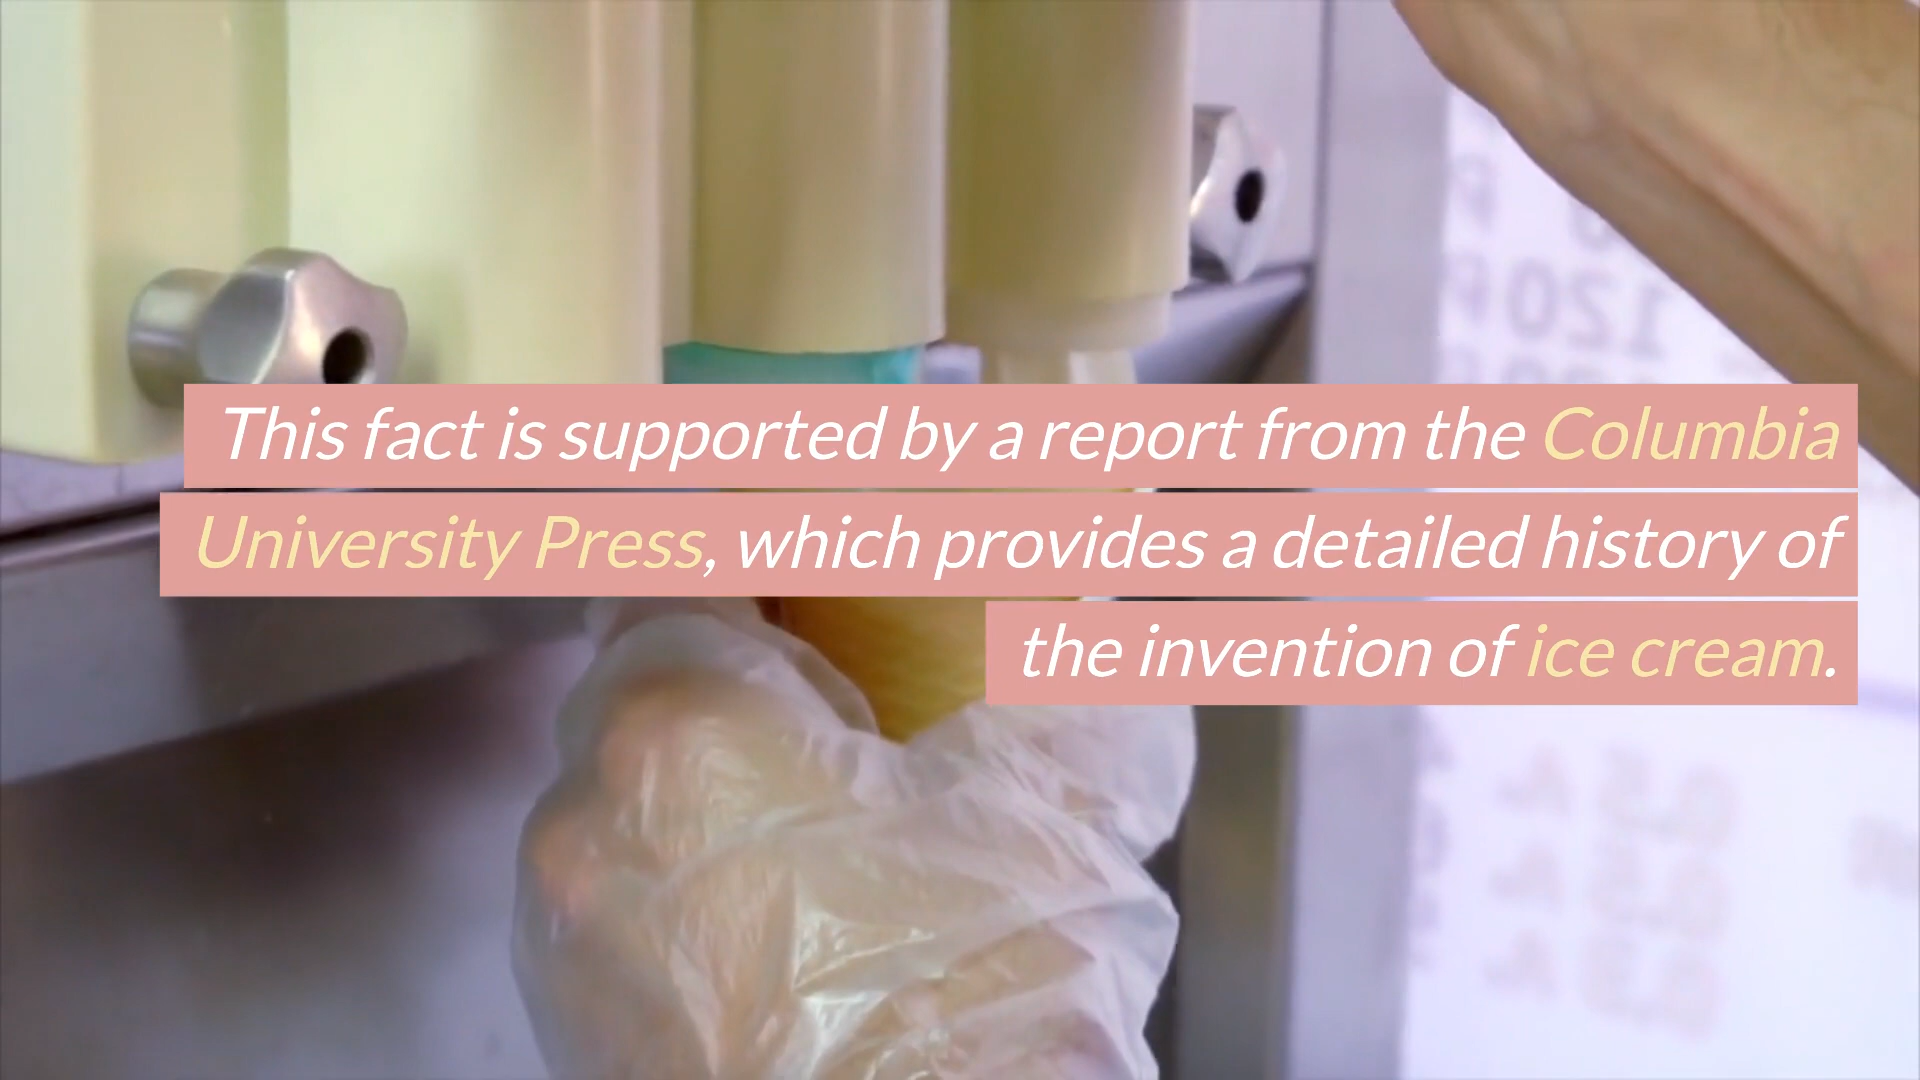 This fact is supported by a report from the Columbia
University Press, which provides a detailed history of
the invention of ice cream.
120